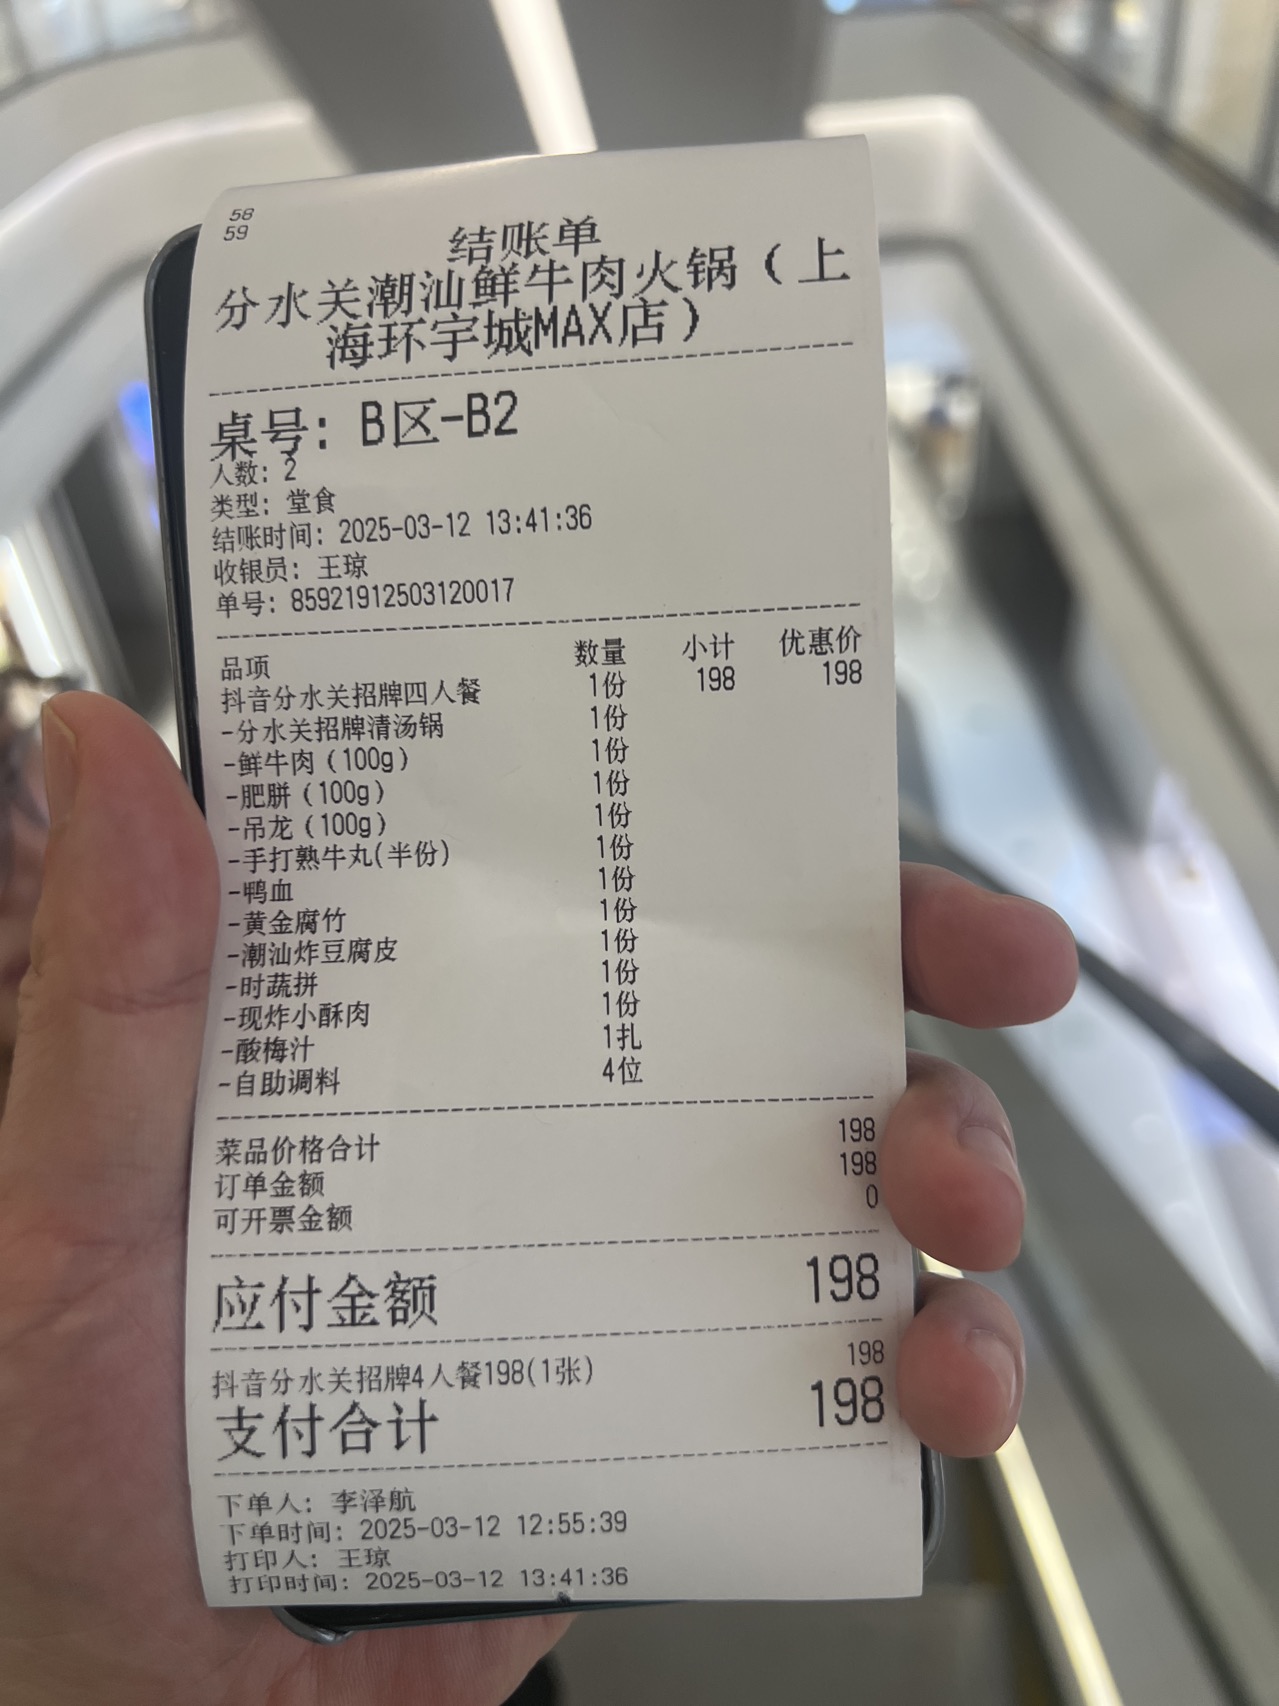 58
59
结账单
分水关潮汕鲜牛肉火锅（上
海环宇城MAX店）
桌号：B区-B2
人数：2
类型：堂食
结账时间：2025-03-12 13:41:36
收银员：王琼
单号：85921912503120017
品项 数量 小计 优惠价
抖音分水关招牌四人餐 1份 198 198
-分水关招牌清汤锅 1份
-鲜牛肉（100g） 1份
-肥胼（100g） 1份
-吊龙（100g） 1份
-手打熟牛丸(半份) 1份
-鸭血 1份
-黄金腐竹 1份
-潮汕炸豆腐皮 1份
-时蔬拼 1份
-现炸小酥肉 1份
-酸梅汁 1扎
-自助调料 4位
菜品价格合计 198
订单金额 198
可开票金额 0
应付金额 198
抖音分水关招牌4人餐198(1张) 198
支付合计 198
下单人：李泽航
下单时间：2025-03-12 12:55:39
打印人：王琼
打印时间：2025-03-12 13:41:36